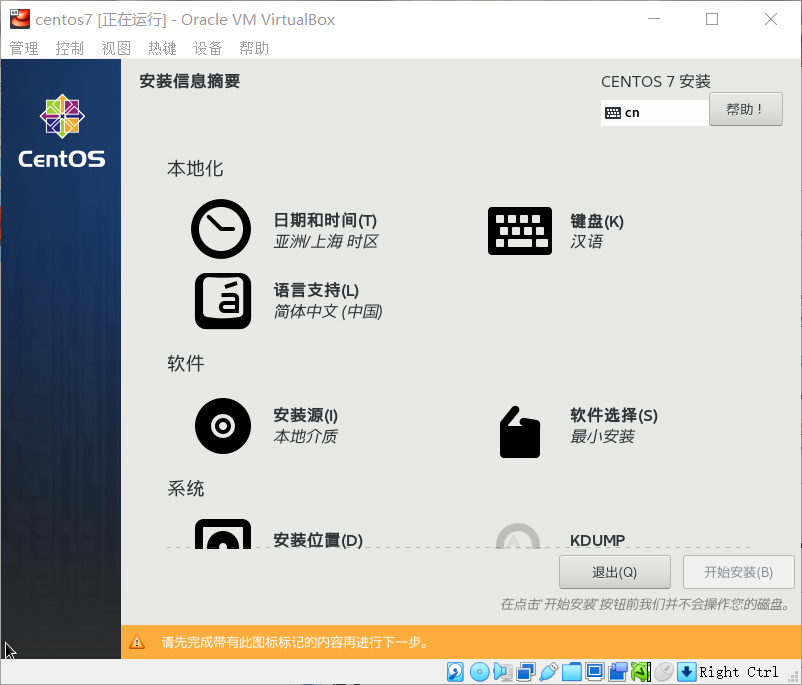 centos7 [正在运行] - Oracle VM VirtualBox
管理 控制 视图 热键 设备 帮助
CentOS
安装信息摘要
CENTOS 7 安装
cn
帮助！
本地化
日期和时间(T)
亚洲/上海 时区
键盘(K)
汉语
语言支持(L)
简体中文 (中国)
软件
安装源(I)
本地介质
软件选择(S)
最小安装
系统
安装位置(D)
KDUMP
退出(Q)
开始安装(B)
在点击'开始安装'按钮前我们并不会操作您的磁盘。
请先完成带有此图标标记的内容再进行下一步。
Right Ctrl